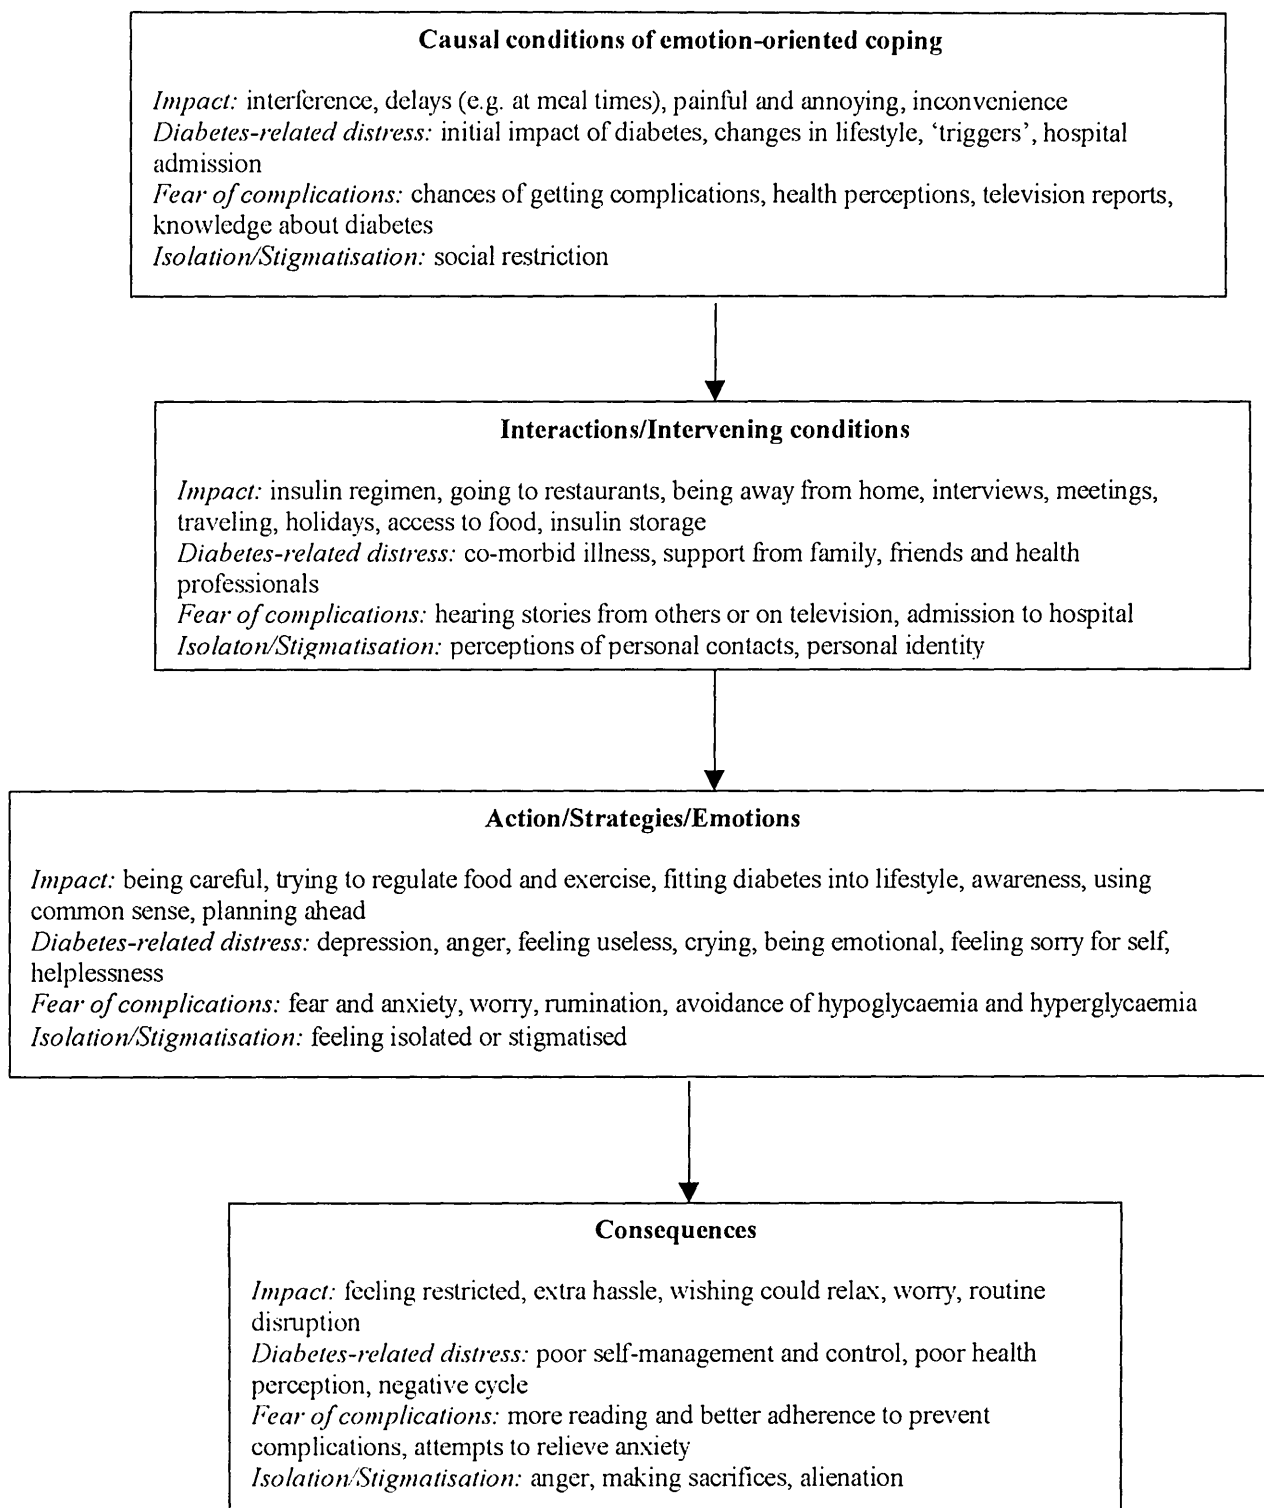 Causal conditions of emotion-oriented coping
Impact: interference, delays (e.g. at meal times), painful and annoying, inconvenience
Diabetes-related distress: initial impact of diabetes, changes in lifestyle, ‘triggers’, hospital
admission
Fear of complications: chances of getting complications, health perceptions, television reports,
knowledge about diabetes
Isolation/Stigmatisation: social restriction
Interactions/Intervening conditions
Impact: insulin regimen, going to restaurants, being away from home, interviews, meetings,
traveling, holidays, access to food, insulin storage
Diabetes-related distress: co-morbid illness, support from family, friends and health
professionals
Fear of complications: hearing stories from others or on television, admission to hospital
Isolaton/Stigmatisation: perceptions of personal contacts, personal identity
Action/Strategies/Emotions
Impact: being careful, trying to regulate food and exercise, fitting diabetes into lifestyle, awareness, using
common sense, planning ahead
Diabetes-related distress: depression, anger, feeling useless, crying, being emotional, feeling sorry for self,
helplessness
Fear of complications: fear and anxiety, worry, rumination, avoidance of hypoglycaemia and hyperglycaemia
Isolation/Stigmatisation: feeling isolated or stigmatised
Consequences
Impact: feeling restricted, extra hassle, wishing could relax, worry, routine
disruption
Diabetes-related distress: poor self-management and control, poor health
perception, negative cycle
Fear of complications: more reading and better adherence to prevent
complications, attempts to relieve anxiety
Isolation/Stigmatisation: anger, making sacrifices, alienation